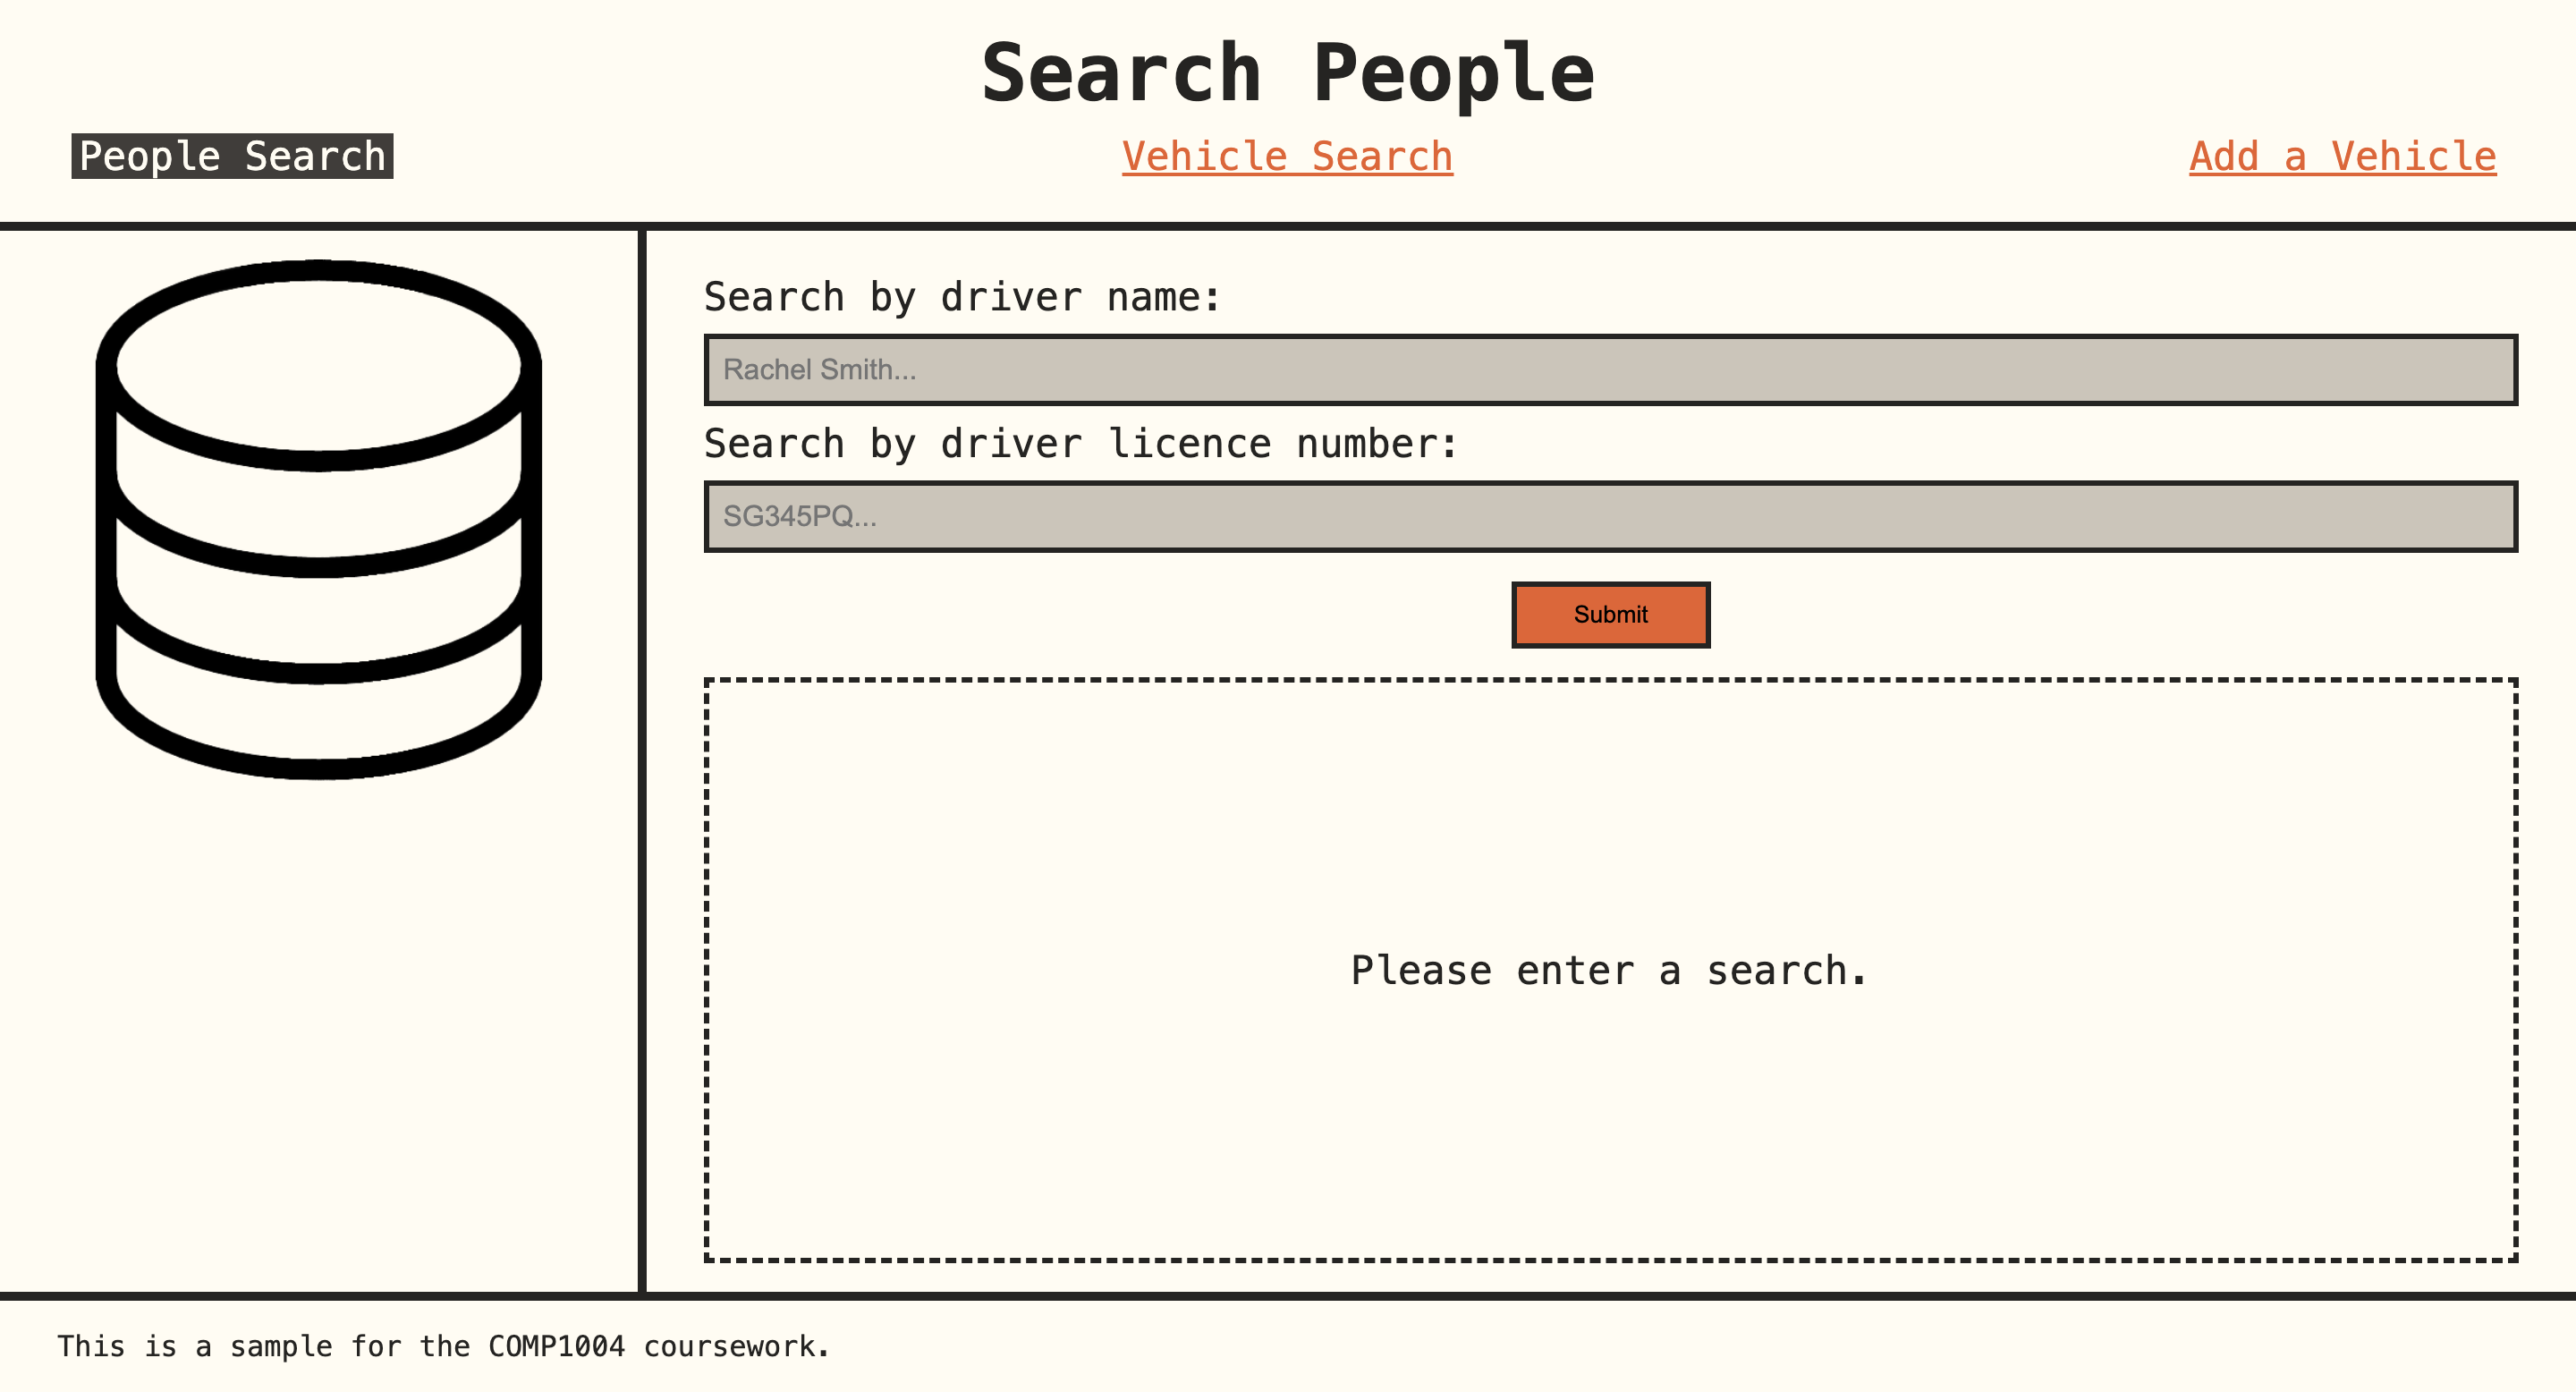 Search People
People Search
Vehicle Search
Add a Vehicle
Search by driver name:
Rachel Smith...
Search by driver licence number:
SG345PQ...
Submit
Please enter a search.
This is a sample for the COMP1004 coursework.